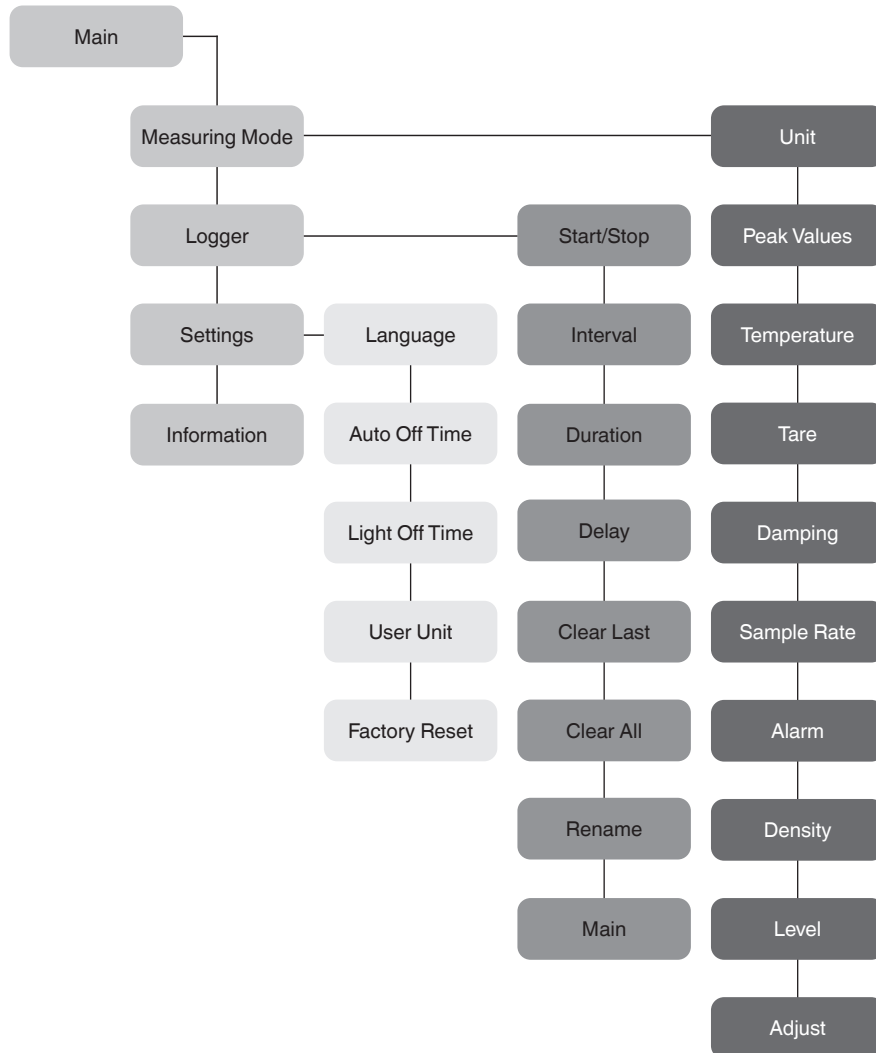 Main
Measuring Mode
Unit
Logger
Start/Stop
Peak Values
Settings
Language
Interval
Temperature
Information
Auto Off Time
Duration
Tare
Light Off Time
Delay
Damping
User Unit
Clear Last
Sample Rate
Factory Reset
Clear All
Alarm
Rename
Density
Main
Level
Adjust